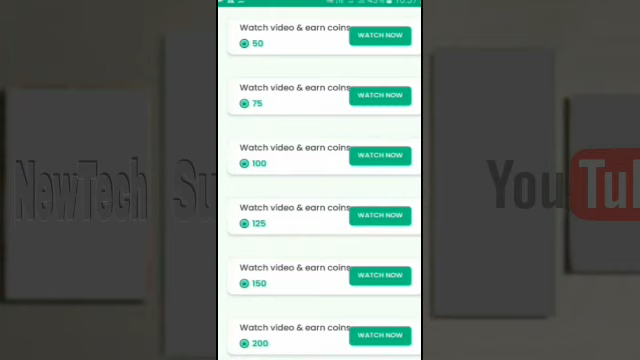 Watch video & earn coins
50
WATCH NOW
Watch video & earn coins
75
WATCH NOW
Watch video & earn coins
100
WATCH NOW
Watch video & earn coins
125
WATCH NOW
Watch video & earn coins
150
WATCH NOW
Watch video & earn coins
200
WATCH NOW
NewTech Su
YouTu